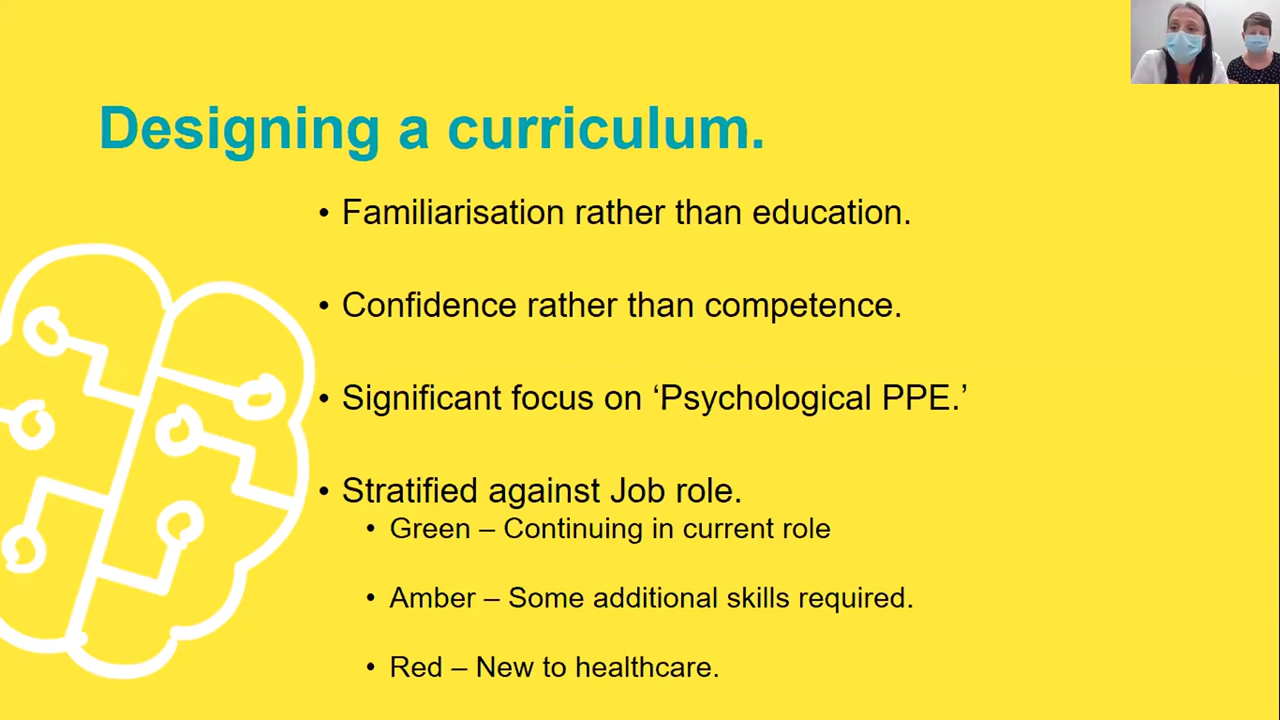 Designing a curriculum.
• Familiarisation rather than education.
• Confidence rather than competence.
• Significant focus on ‘Psychological PPE.’
• Stratified against Job role.
• Green – Continuing in current role
• Amber – Some additional skills required.
• Red – New to healthcare.